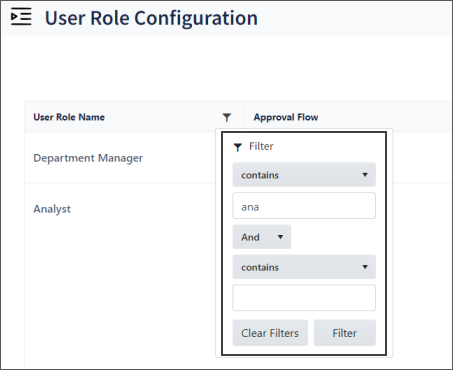 User Role Configuration
User Role Name
Approval Flow
Filter
Department Manager
contains
Analyst
ana
And
contains
Clear Filters
Filter